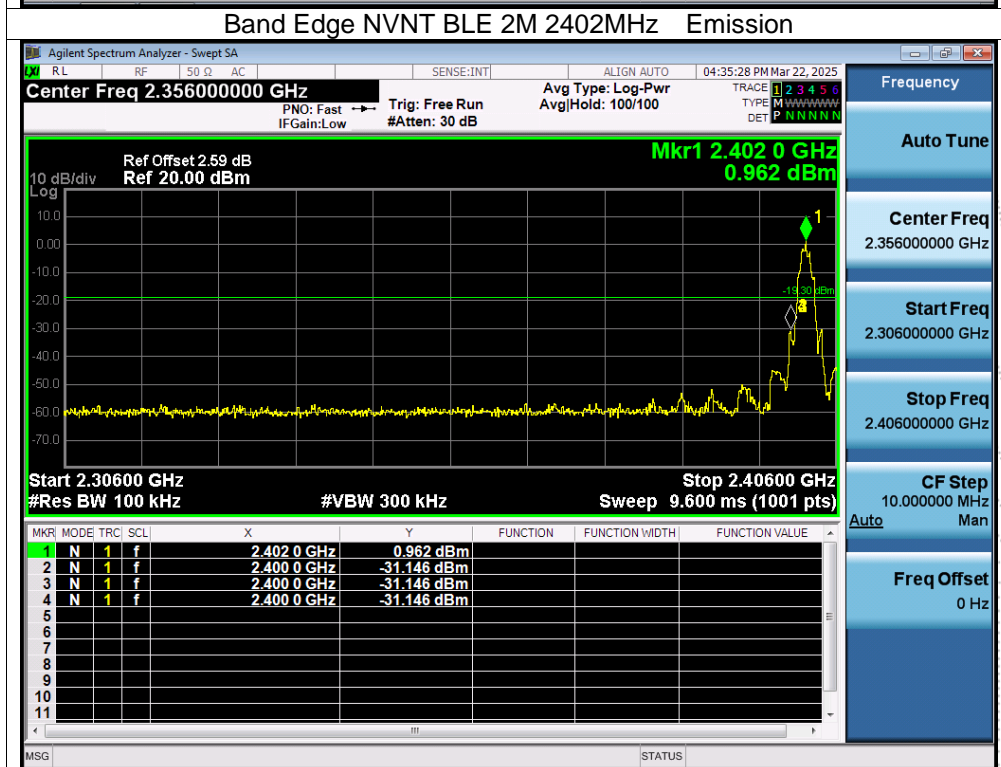 Band Edge NVNT BLE 2M 2402MHz Emission
Agilent Spectrum Analyzer - Swept SA
LXI RL RF 50 Ω AC SENSE:INT ALIGN AUTO 04:35:28 PM Mar 22, 2025
Center Freq 2.356000000 GHz
PNO: Fast
IFGain:Low
Trig: Free Run
#Atten: 30 dB
Avg Type: Log-Pwr
Avg|Hold: 100/100
TRACE 1 2 3 4 5 6
TYPE M WWWWW
DET P N N N N N
Frequency
Auto Tune
Center Freq
2.356000000 GHz
Start Freq
2.306000000 GHz
Stop Freq
2.406000000 GHz
CF Step
10.000000 MHz
Auto Man
Freq Offset
0 Hz
Mkr1 2.402 0 GHz
0.962 dBm
Ref Offset 2.59 dB
10 dB/div Ref 20.00 dBm
Log
10.0
0.00
-10.0
-20.0
-30.0
-40.0
-50.0
-60.0
-70.0
1
-19.30 dBm
Start 2.30600 GHz Stop 2.40600 GHz
#Res BW 100 kHz #VBW 300 kHz Sweep 9.600 ms (1001 pts)
MKR MODE TRC SCL X Y FUNCTION FUNCTION WIDTH FUNCTION VALUE
1 N 1 f 2.402 0 GHz 0.962 dBm
2 N 1 f 2.400 0 GHz -31.146 dBm
3 N 1 f 2.400 0 GHz -31.146 dBm
4 N 1 f 2.400 0 GHz -31.146 dBm
5
6
7
8
9
10
11
MSG STATUS